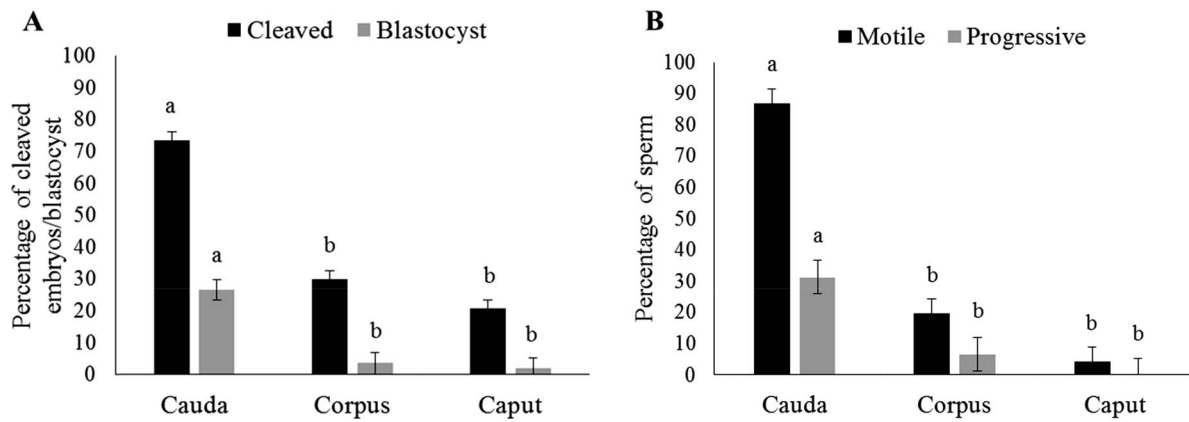 A
Cleaved Blastocyst
Percentage of cleaved
embryos/blastocyst
100
90
80
70
60
50
40
30
20
10
0
a
a
b
b
b
b
Cauda Corpus Caput
B
Motile Progressive
Percentage of sperm
100
90
80
70
60
50
40
30
20
10
0
a
a
b
b
b b
Cauda Corpus Caput